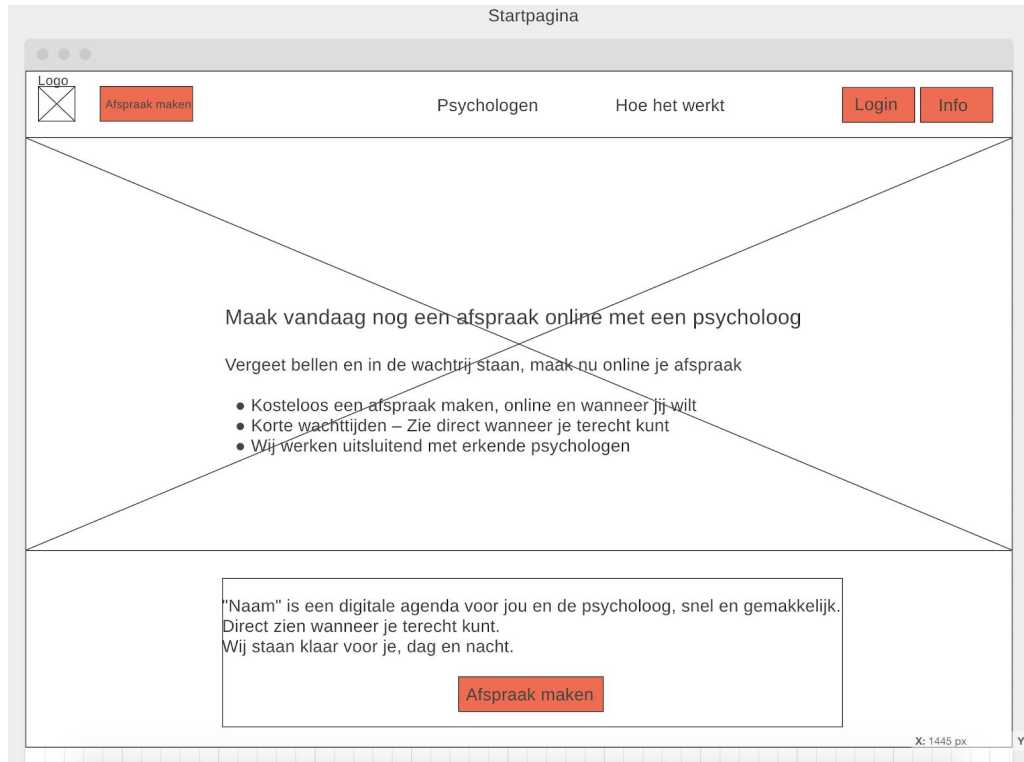 Startpagina
Logo
Afspraak maken
Psychologen
Hoe het werkt
Login
Info
Maak vandaag nog een afspraak online met een psycholoog
Vergeet bellen en in de wachtrij staan, maak nu online je afspraak
● Kosteloos een afspraak maken, online en wanneer jij wilt
● Korte wachttijden – Zie direct wanneer je terecht kunt
● Wij werken uitsluitend met erkende psychologen
"Naam" is een digitale agenda voor jou en de psycholoog, snel en gemakkelijk.
Direct zien wanneer je terecht kunt.
Wij staan klaar voor je, dag en nacht.
Afspraak maken
X: 1445 px
Y